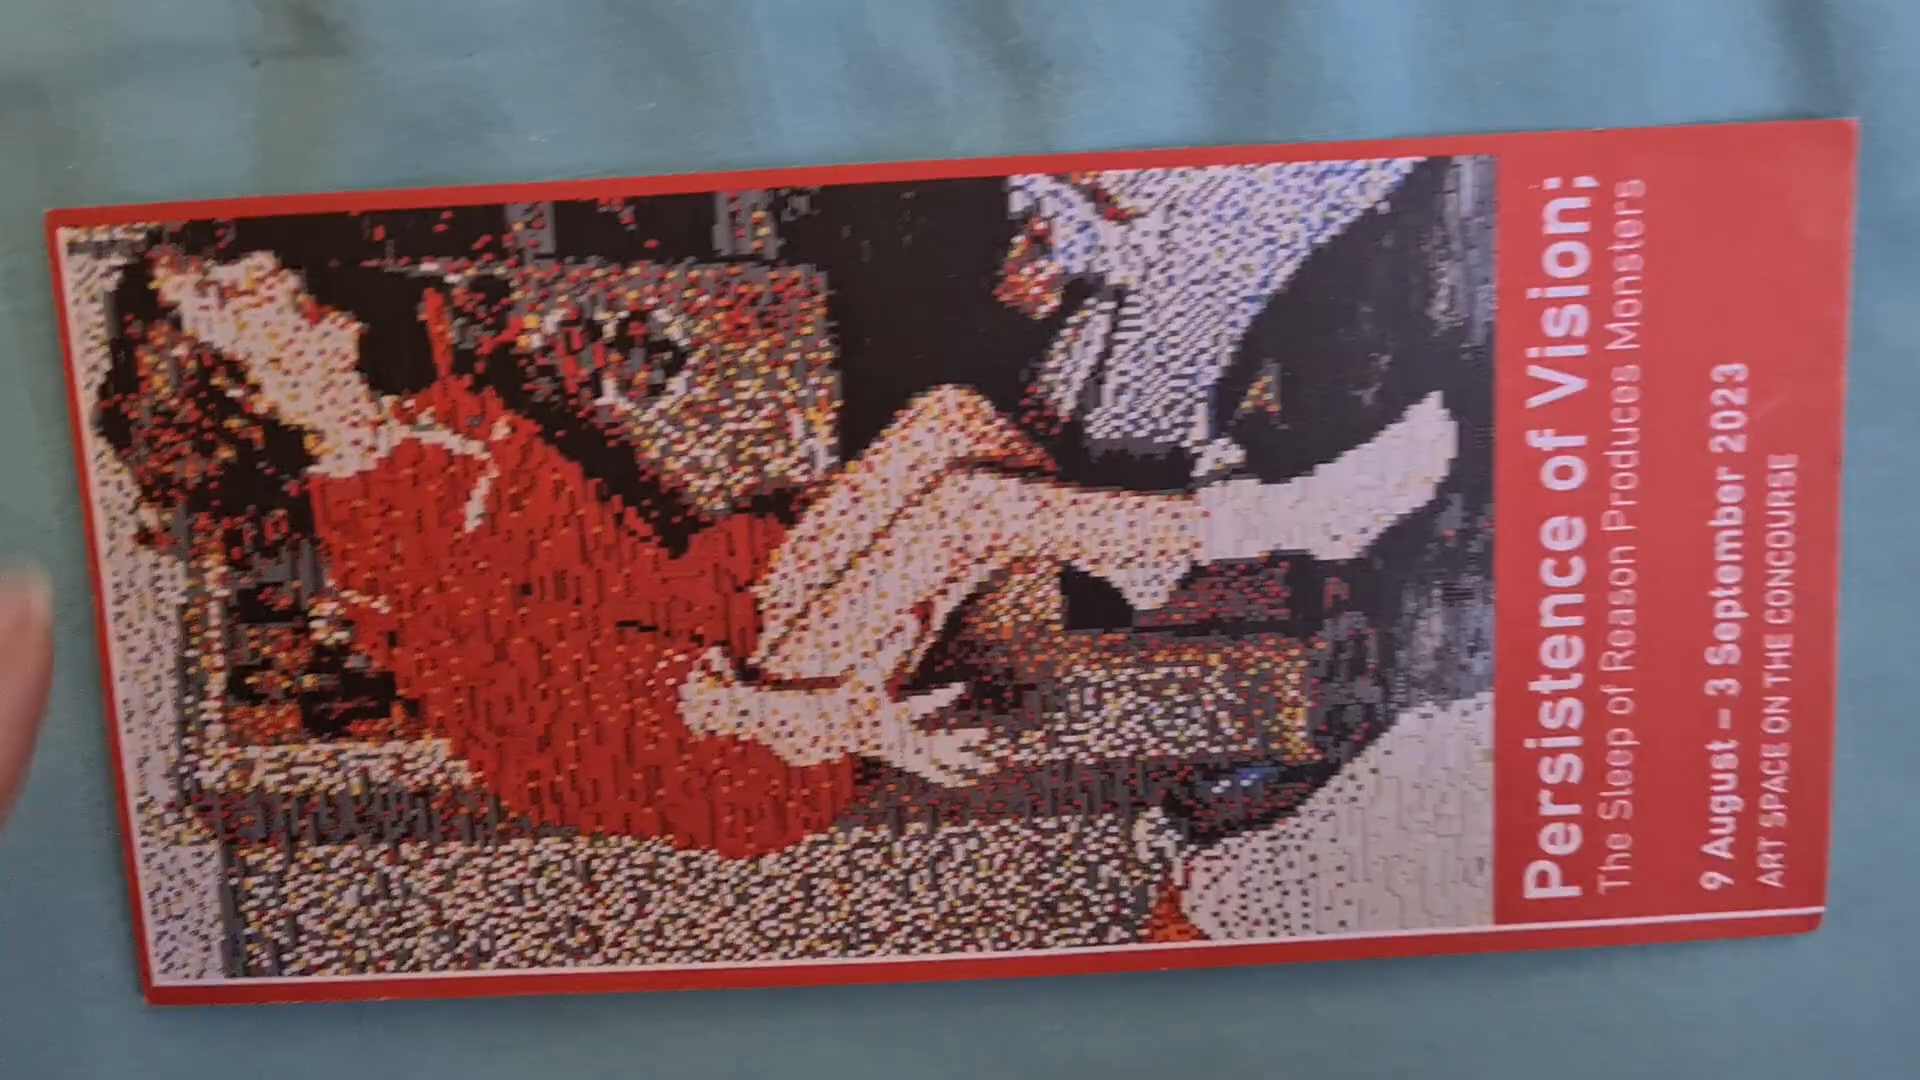 Persistence of Vision;
The Sleep of Reason Produces Monsters
9 August – 3 September 2023
ART SPACE ON THE CONCOURSE